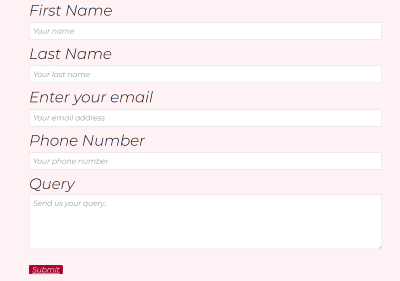 First Name
Your name
Last Name
Your last name
Enter your email
Your email address
Phone Number
Your phone number
Query
Send us your query..
Submit